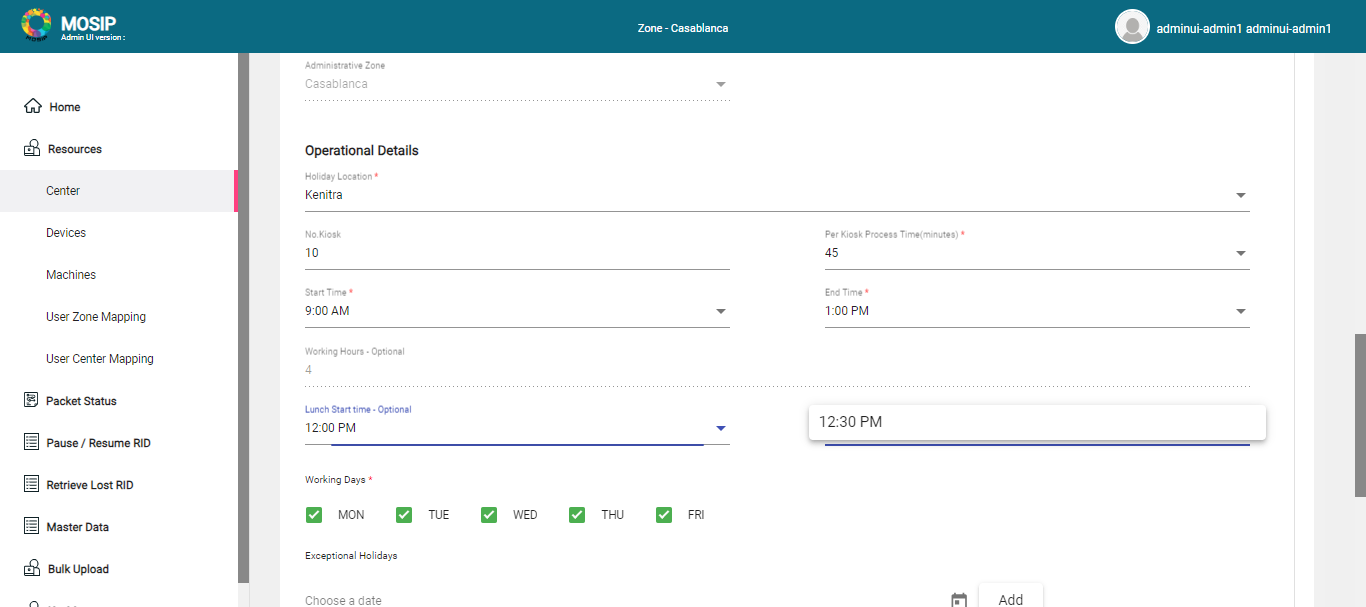 MOSIP
Admin UI version :
MOSIP
Zone - Casablanca
adminui-admin1 adminui-admin1
Home
Resources
Center
Devices
Machines
User Zone Mapping
User Center Mapping
Packet Status
Pause / Resume RID
Retrieve Lost RID
Master Data
Bulk Upload
Administrative Zone
Casablanca
Operational Details
Holiday Location *
Kenitra
No.Kiosk
10
Per Kiosk Process Time(minutes) *
45
Start Time *
9:00 AM
End Time *
1:00 PM
Working Hours - Optional
4
Lunch Start time - Optional
12:00 PM
12:30 PM
Working Days *
MON TUE WED THU FRI
Exceptional Holidays
Choose a date
Add